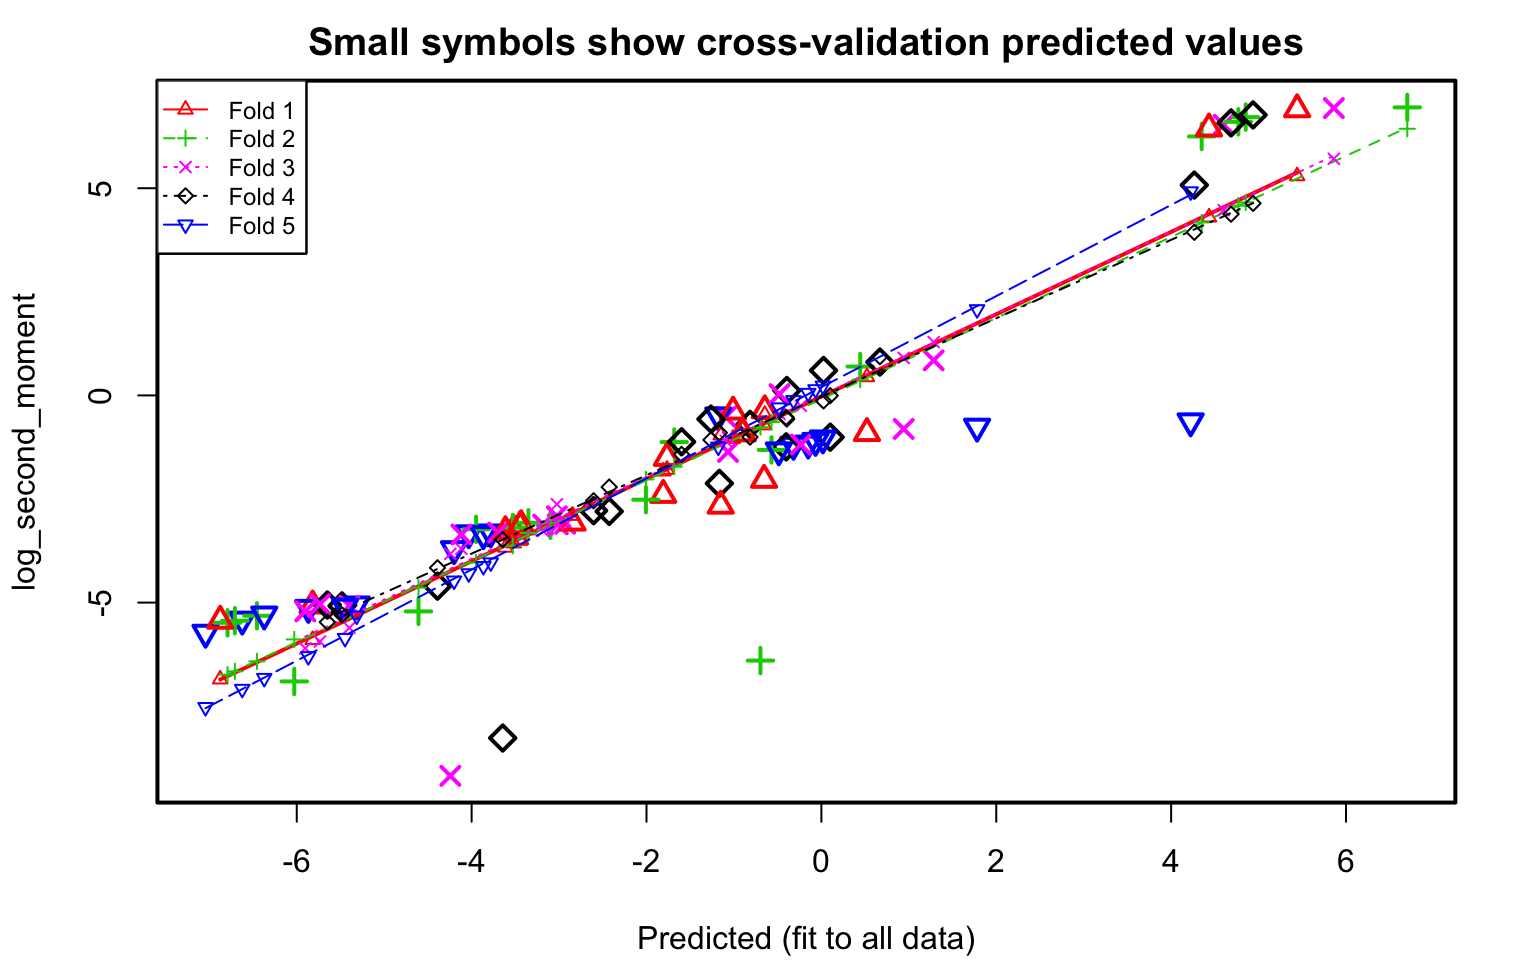 Small symbols show cross-validation predicted values
Fold 1
Fold 2
Fold 3
Fold 4
Fold 5
log_second_moment
5
0
-5
-6 -4 -2 0 2 4 6
Predicted (fit to all data)